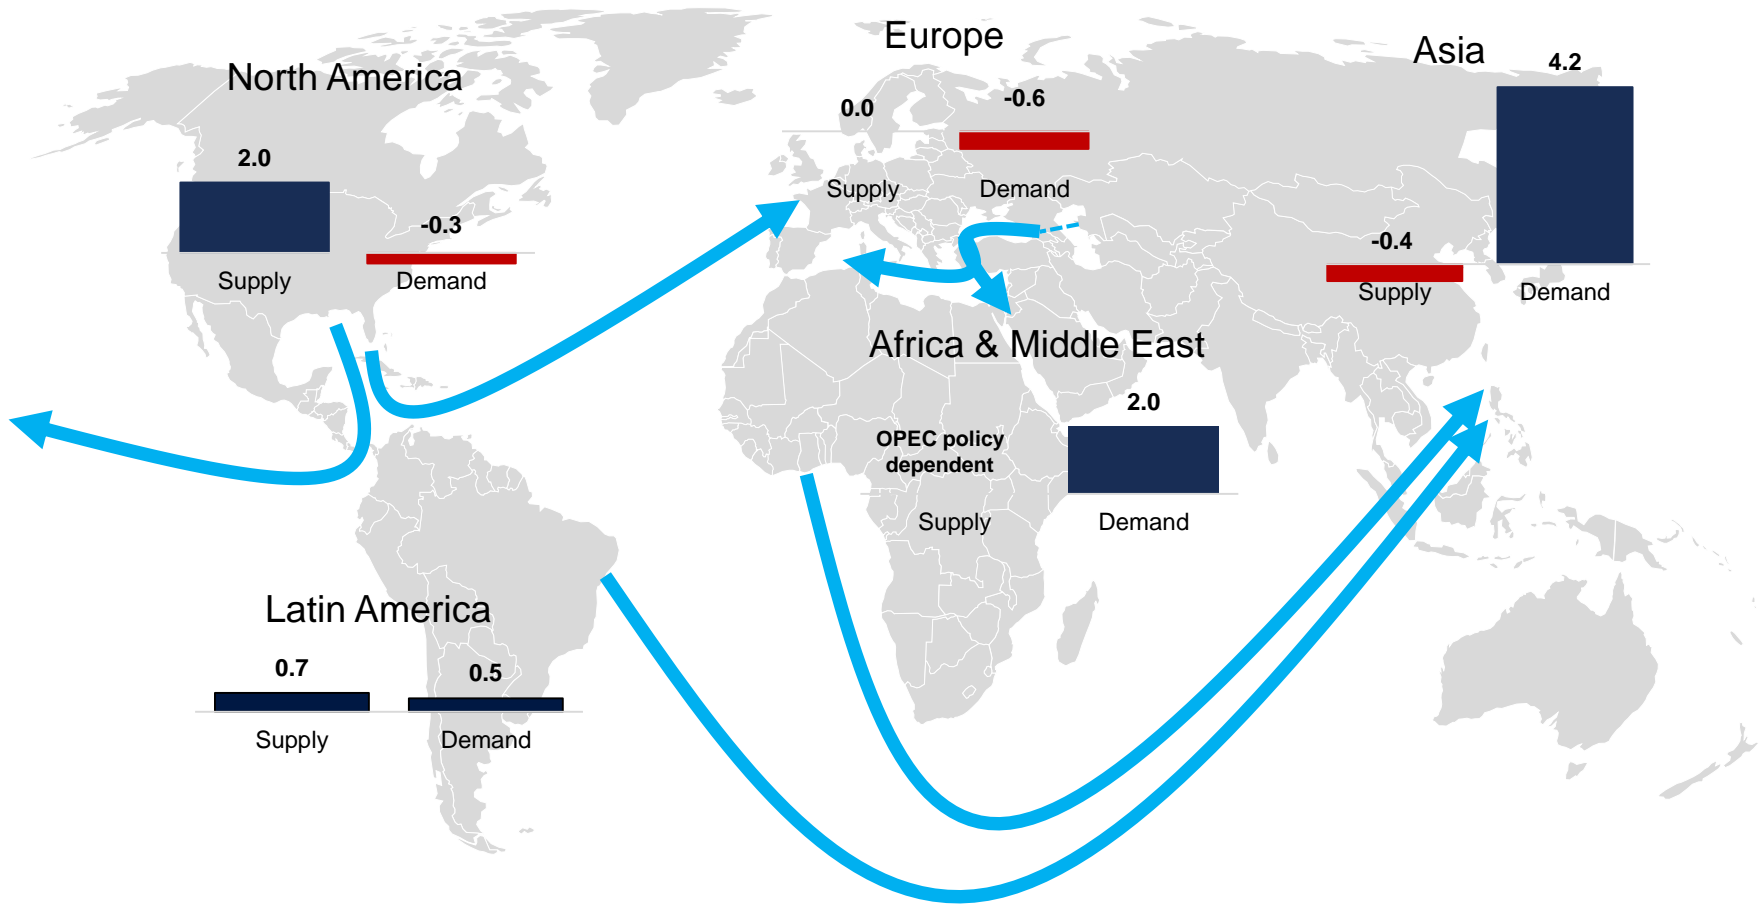 North America
2.0
-0.3
Supply
Demand
Europe
0.0
-0.6
Supply
Demand
Asia
4.2
-0.4
Supply
Demand
Africa & Middle East
2.0
OPEC policy
dependent
Supply
Demand
Latin America
0.7
0.5
Supply
Demand